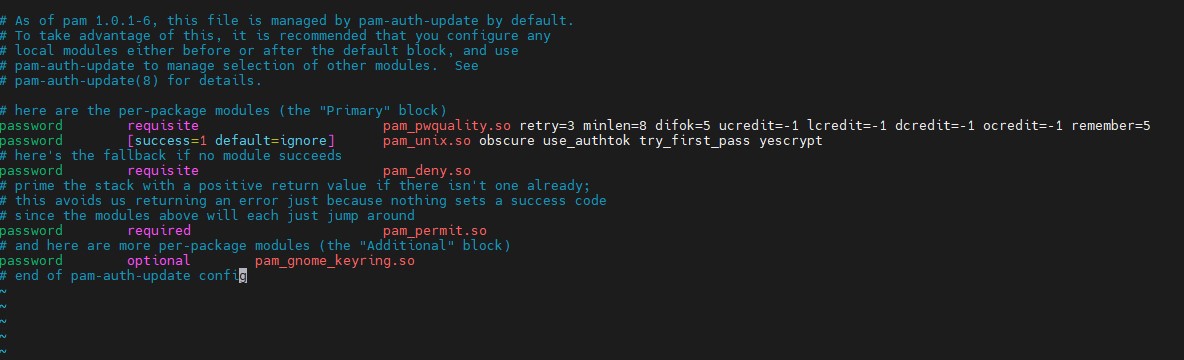 # As of pam 1.0.1-6, this file is managed by pam-auth-update by default.
# To take advantage of this, it is recommended that you configure any
# local modules either before or after the default block, and use
# pam-auth-update to manage selection of other modules.  See
# pam-auth-update(8) for details.

# here are the per-package modules (the "Primary" block)
password        requisite                       pam_pwquality.so retry=3 minlen=8 difok=5 ucredit=-1 lcredit=-1 dcredit=-1 ocredit=-1 remember=5
password        [success=1 default=ignore]      pam_unix.so obscure use_authtok try_first_pass yescrypt
# here's the fallback if no module succeeds
password        requisite                       pam_deny.so
# prime the stack with a positive return value if there isn't one already;
# this avoids us returning an error just because nothing sets a success code
# since the modules above will each just jump around
password        required                        pam_permit.so
# and here are more per-package modules (the "Additional" block)
password        optional        pam_gnome_keyring.so
# end of pam-auth-update config
~
~
~
~
~